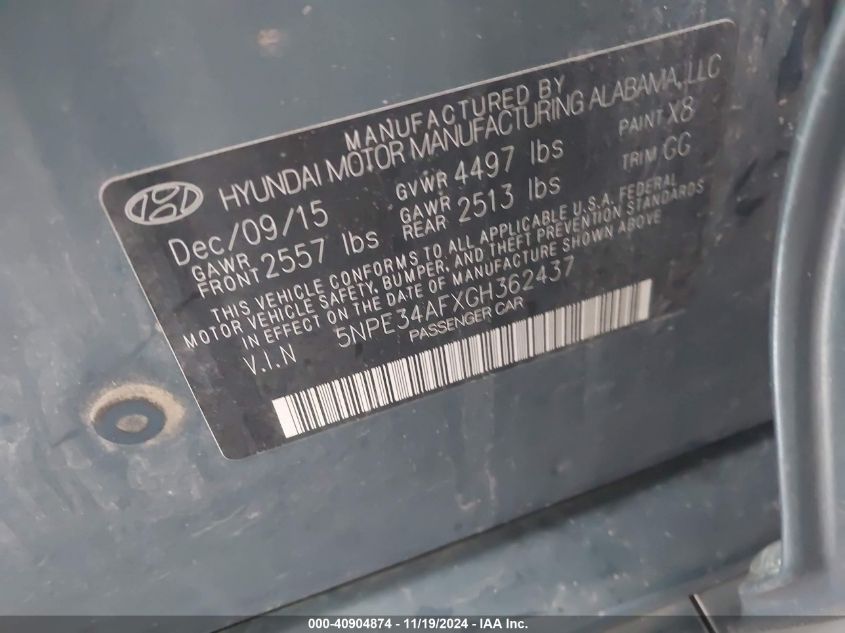 MANUFACTURED BY
HYUNDAI MOTOR MANUFACTURING ALABAMA, LLC
Dec/09/15 GVWR 4497 lbs PAINT X8
GAWR FRONT 2557 lbs GAWR REAR 2513 lbs TRIM GG
THIS VEHICLE CONFORMS TO ALL APPLICABLE U.S.A. FEDERAL
MOTOR VEHICLE SAFETY, BUMPER, AND THEFT PREVENTION STANDARDS
IN EFFECT ON THE DATE OF MANUFACTURE SHOWN ABOVE
V.I.N 5NPE34AFXGH362437
PASSENGER CAR
000-40904874 - 11/19/2024 - IAA Inc.